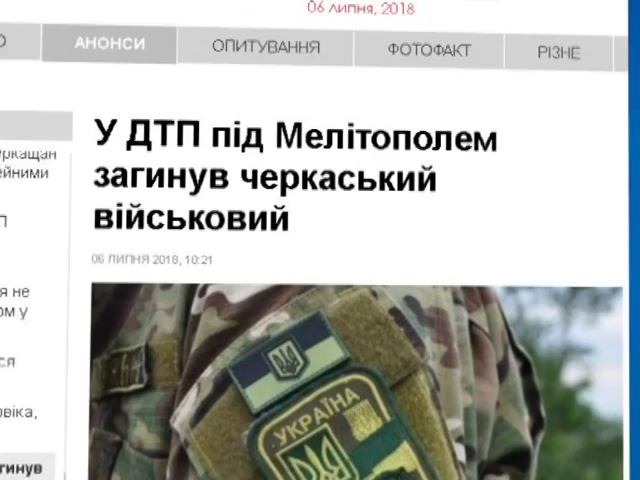 06 липня, 2018
АНОНСИ
ОПИТУВАННЯ
ФОТОФАКТ
РІЗНЕ
У ДТП під Мелітополем
загинув черкаський
військовий
06 ЛИПНЯ 2018, 10:21
я не
УКРАЇНА